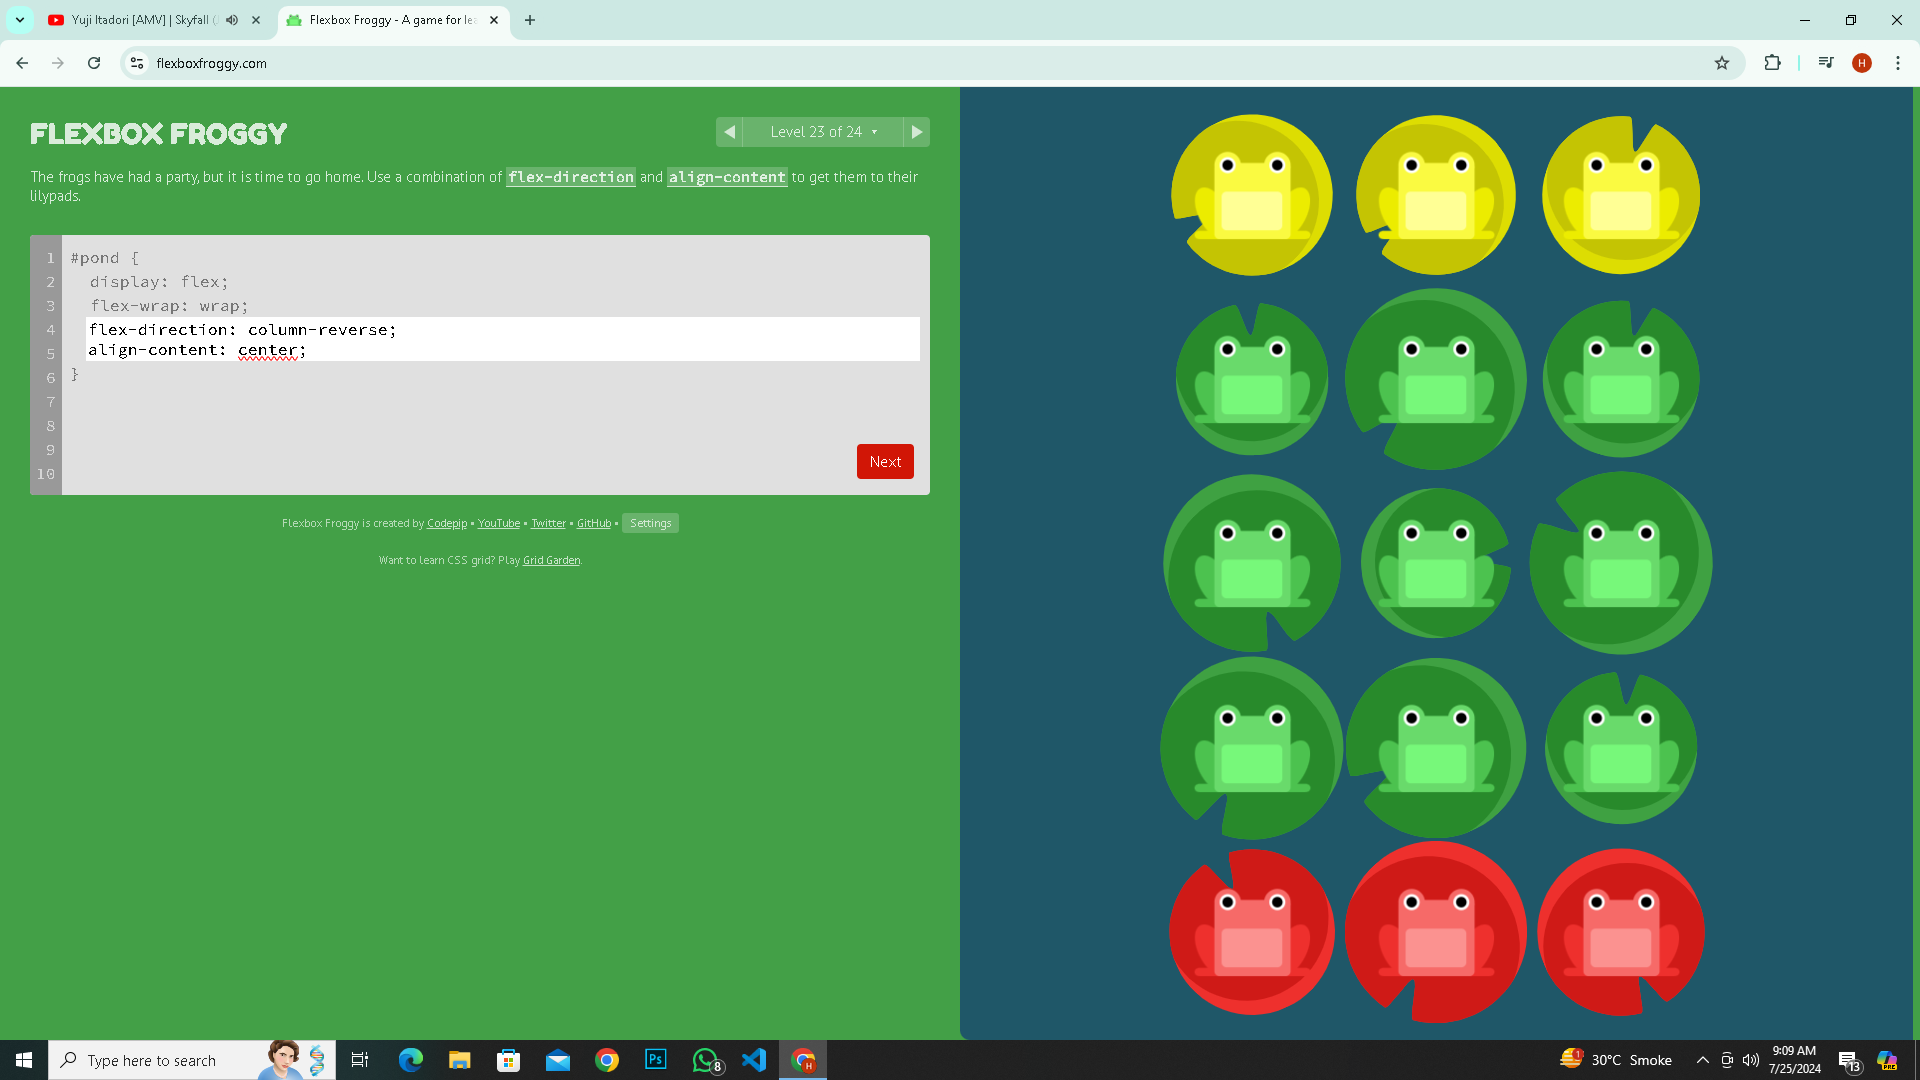 Yuji Itadori [AMV] | Skyfall
Flexbox Froggy - A game for lea
flexboxfroggy.com
H
FLEXBOX FROGGY
Level 23 of 24
The frogs have had a party, but it is time to go home. Use a combination of flex-direction and align-content to get them to their
lilypads.
1 #pond {
2 display: flex;
3 flex-wrap: wrap;
4 flex-direction: column-reverse;
5 align-content: center;
6 }
7
8
9
10
Next
Flexbox Froggy is created by Codepip • YouTube • Twitter • GitHub • Settings
Want to learn CSS grid? Play Grid Garden.
Type here to search
Ps
8
H
1
30°C Smoke
9:09 AM
7/25/2024
13
PRE